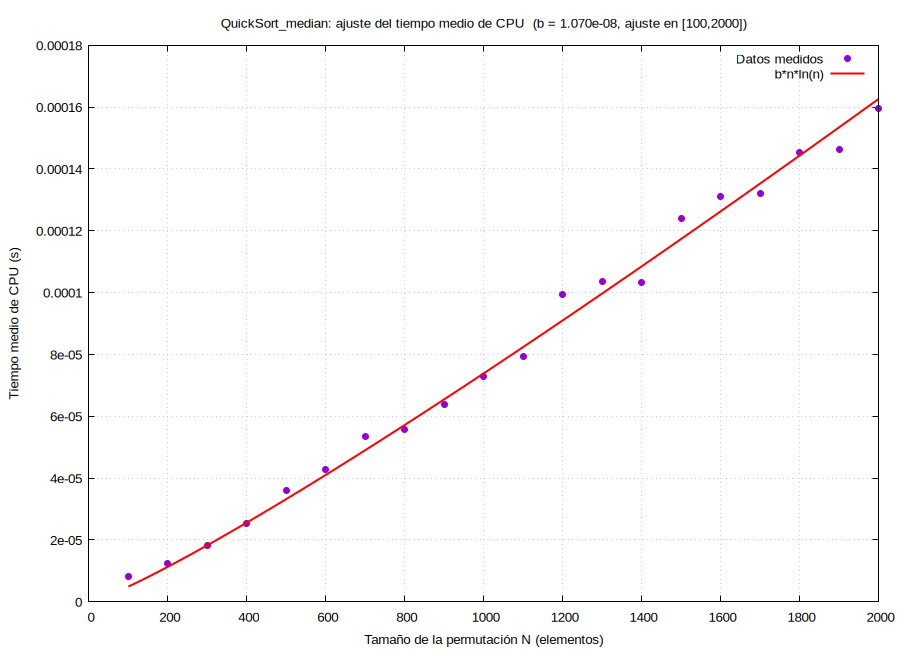 QuickSort_median: ajuste del tiempo medio de CPU  (b = 1.070e-08, ajuste en [100,2000])
Datos medidos
b*n*ln(n)
0.00018
0.00016
0.00014
0.00012
0.0001
8e-05
6e-05
4e-05
2e-05
0
Tiempo medio de CPU (s)
0 200 400 600 800 1000 1200 1400 1600 1800 2000
Tamaño de la permutación N (elementos)